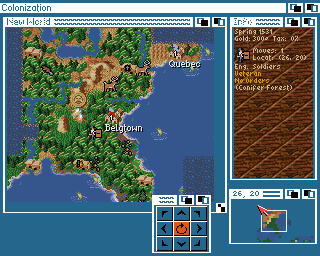 Colonization
New World
Info
Spring 1531
Gold: 300# Tax: 0%
Moves: 1
Locat: (26, 20)
Eng. Soldiers
Veteran
No Orders
(Conifer Forest)
Quebec
Belgtown
26, 20